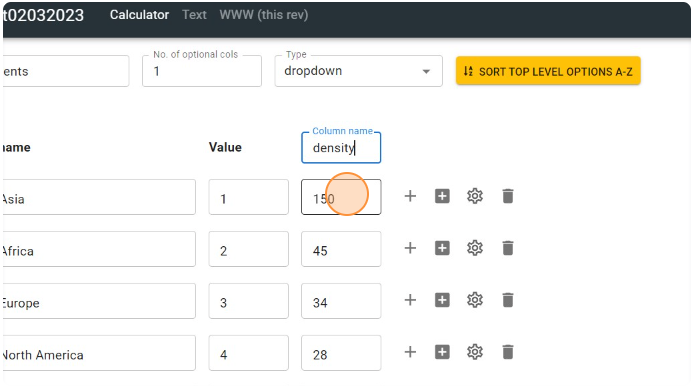 t02032023 Calculator Text WWW (this rev)
No. of optional cols Type
ents 1 dropdown SORT TOP LEVEL OPTIONS A-Z
Column name
name Value density
Asia 1 150
Africa 2 45
Europe 3 34
North America 4 28